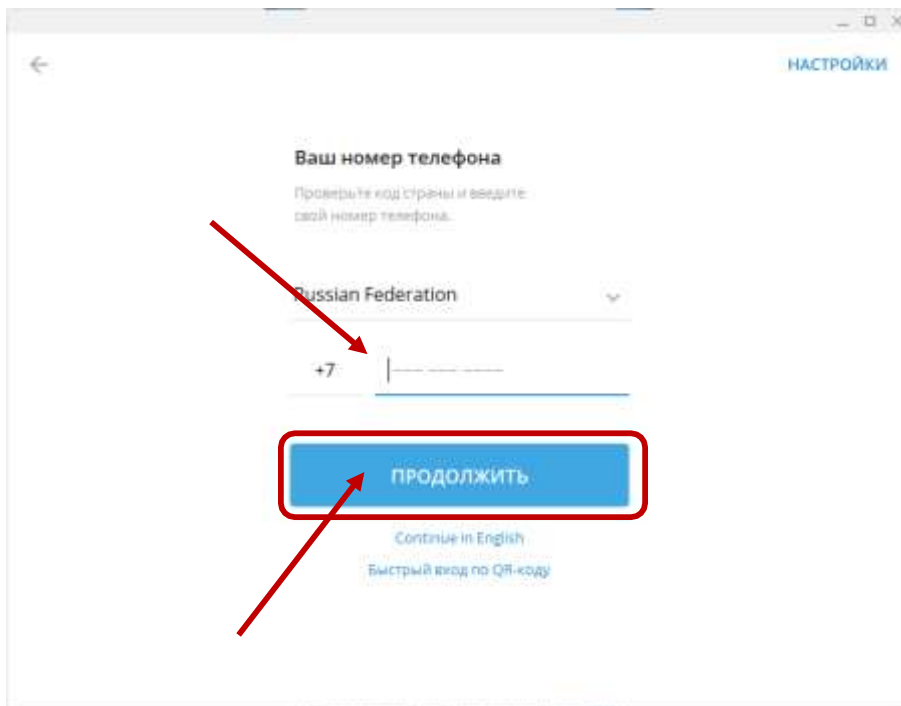 НАСТРОЙКИ
Ваш номер телефона
Проверьте код страны и введите
свой номер телефона.
Russian Federation
+7
ПРОДОЛЖИТЬ
Continue in English
Быстрый вход по QR-коду